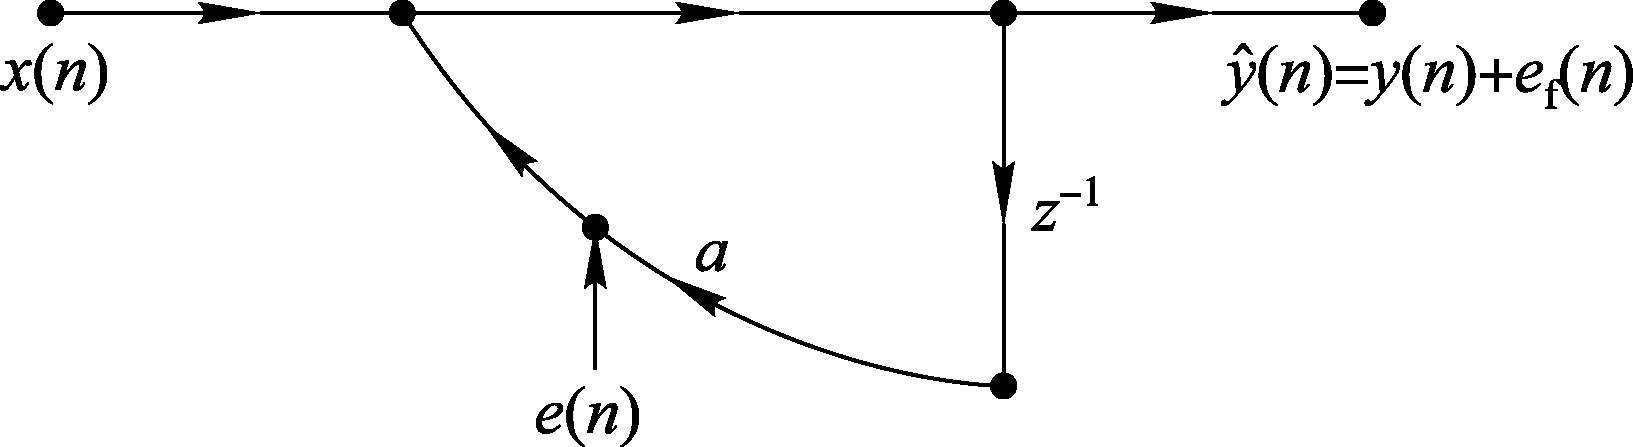 x(n)
ŷ(n)=y(n)+e_f(n)
z⁻¹
a
e(n)